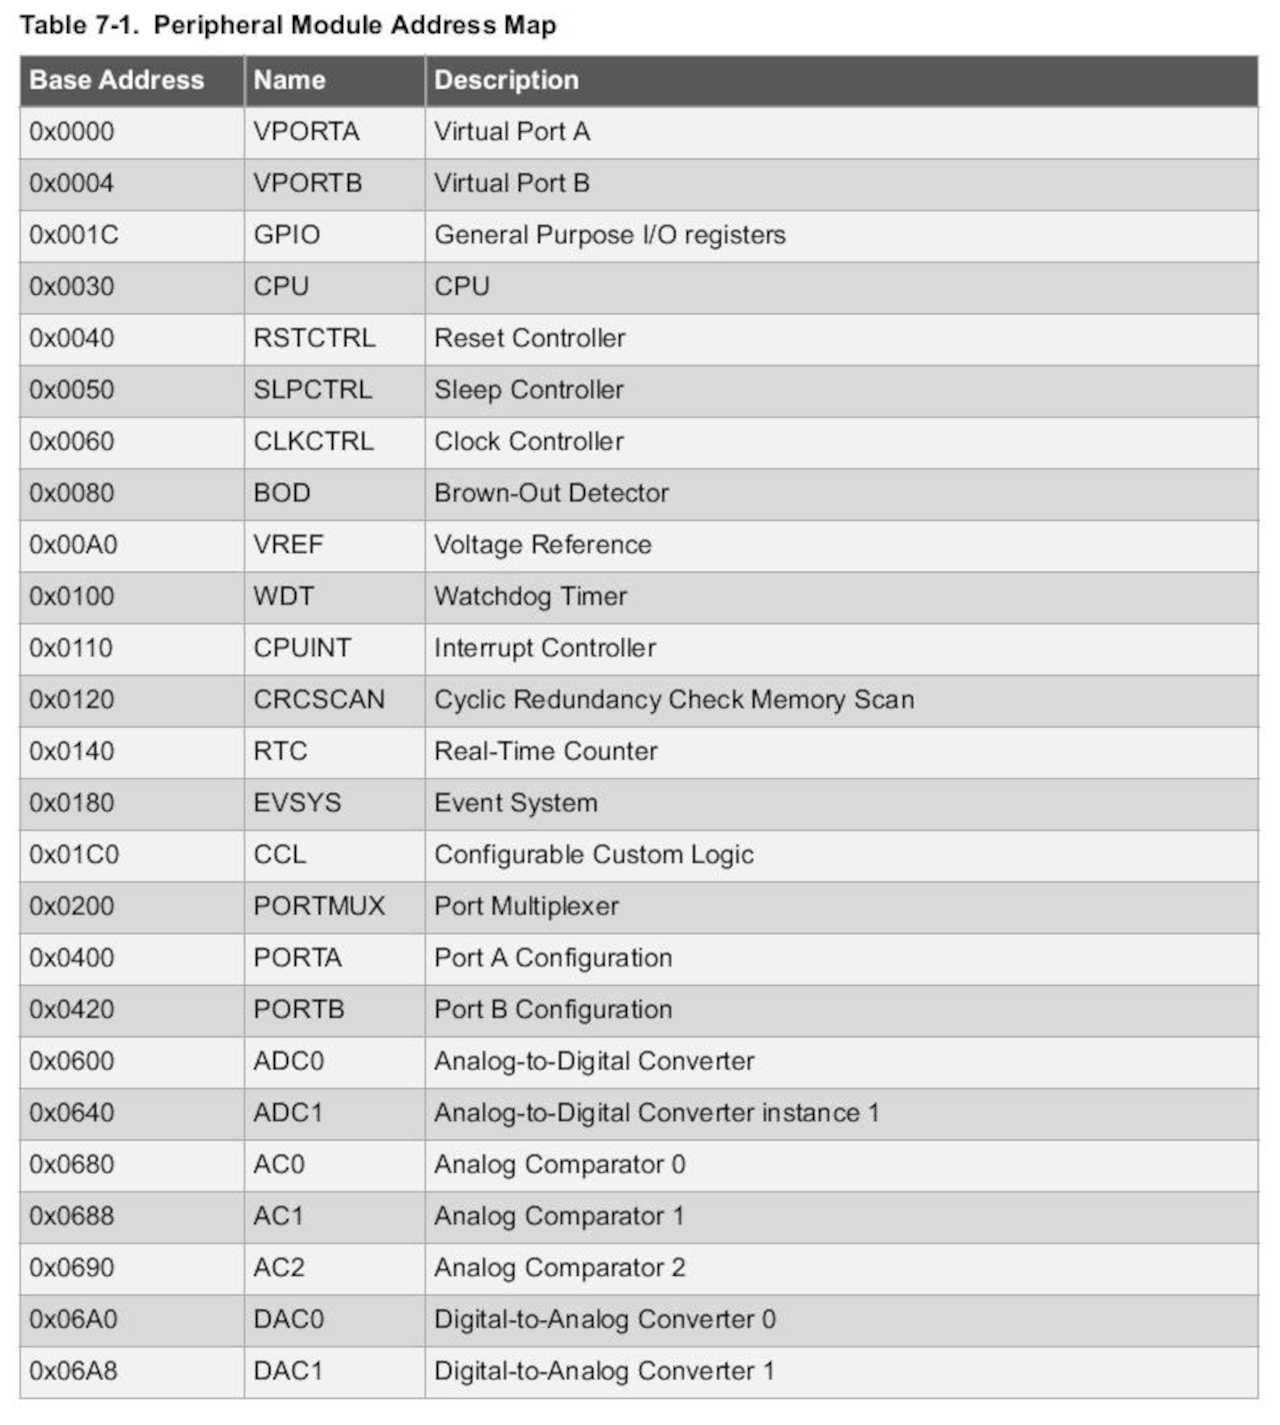 Table 7-1. Peripheral Module Address Map
Base Address Name Description
0x0000 VPORTA Virtual Port A
0x0004 VPORTB Virtual Port B
0x001C GPIO General Purpose I/O registers
0x0030 CPU CPU
0x0040 RSTCTRL Reset Controller
0x0050 SLPCTRL Sleep Controller
0x0060 CLKCTRL Clock Controller
0x0080 BOD Brown-Out Detector
0x00A0 VREF Voltage Reference
0x0100 WDT Watchdog Timer
0x0110 CPUINT Interrupt Controller
0x0120 CRCSCAN Cyclic Redundancy Check Memory Scan
0x0140 RTC Real-Time Counter
0x0180 EVSYS Event System
0x01C0 CCL Configurable Custom Logic
0x0200 PORTMUX Port Multiplexer
0x0400 PORTA Port A Configuration
0x0420 PORTB Port B Configuration
0x0600 ADC0 Analog-to-Digital Converter
0x0640 ADC1 Analog-to-Digital Converter instance 1
0x0680 AC0 Analog Comparator 0
0x0688 AC1 Analog Comparator 1
0x0690 AC2 Analog Comparator 2
0x06A0 DAC0 Digital-to-Analog Converter 0
0x06A8 DAC1 Digital-to-Analog Converter 1